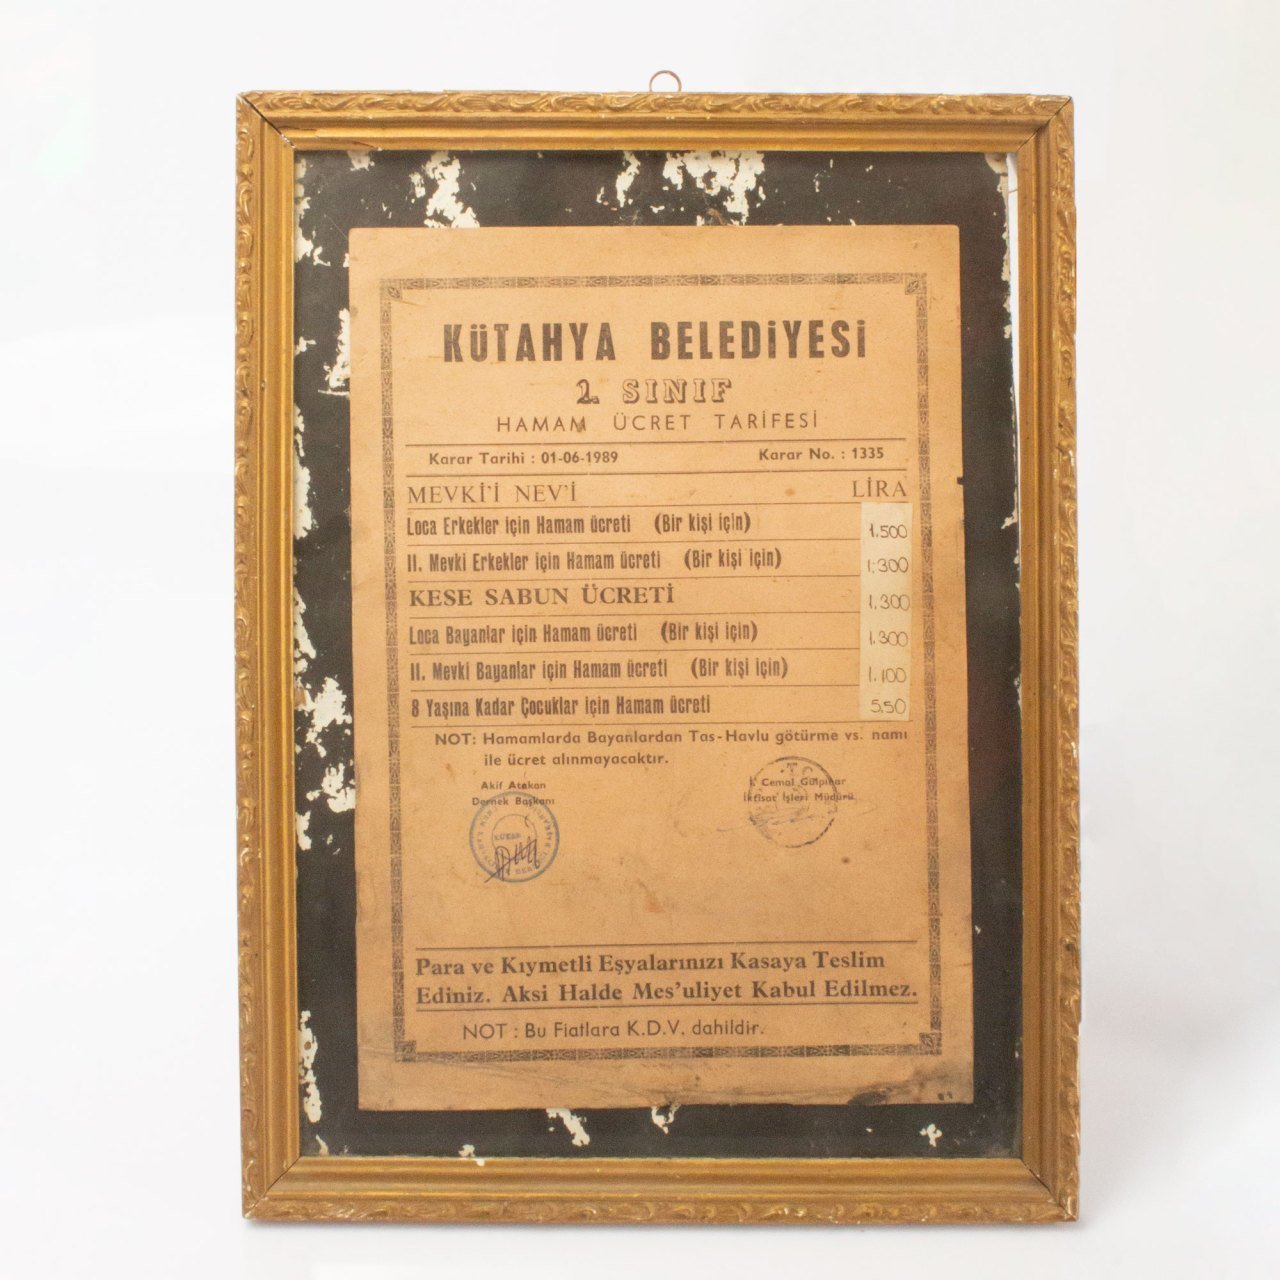 KÜTAHYA BELEDİYESİ
2. SINIF
HAMAM ÜCRET TARİFESİ
Karar Tarihi : 01-06-1989 Karar No. : 1335
MEVKİ'İ NEV'İ LİRA
Loca Erkekler için Hamam ücreti (Bir kişi için) 1.500
II. Mevki Erkekler için Hamam ücreti (Bir kişi için) 1.300
KESE SABUN ÜCRETİ 1.300
Loca Bayanlar için Hamam ücreti (Bir kişi için) 1.300
II. Mevki Bayanlar için Hamam ücreti (Bir kişi için) 1.100
8 Yaşına Kadar Çocuklar için Hamam ücreti 550
NOT: Hamamlarda Bayanlardan Tas-Havlu götürme vs. namı
ile ücret alınmayacaktır.
Akif Atakan
Dernek Başkanı
İ. Cemal Gülpınar
İktisat İşleri Müdürü
Para ve Kıymetli Eşyalarınızı Kasaya Teslim
Ediniz. Aksi Halde Mes'uliyet Kabul Edilmez.
NOT : Bu Fiatlara K.D.V. dahildir.